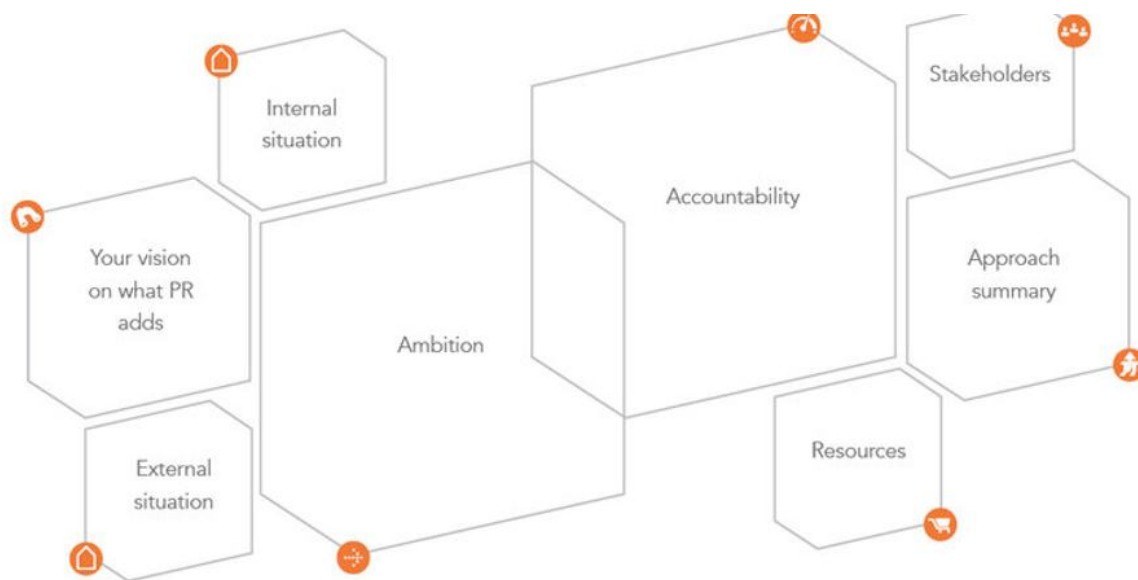 Internal
situation
Your vision
on what PR
adds
External
situation
Ambition
Accountability
Stakeholders
Approach
summary
Resources